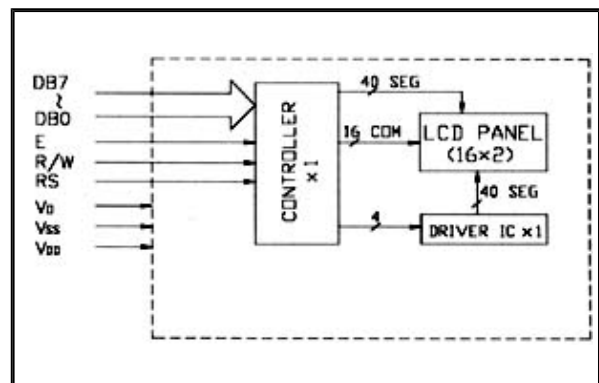 DB7
~
DB0
E
R/W
RS
V0
VSS
VDD
CONTROLLER
x1
40 SEG
16 COM
4
LCD PANEL
(16x2)
40 SEG
DRIVER IC x1